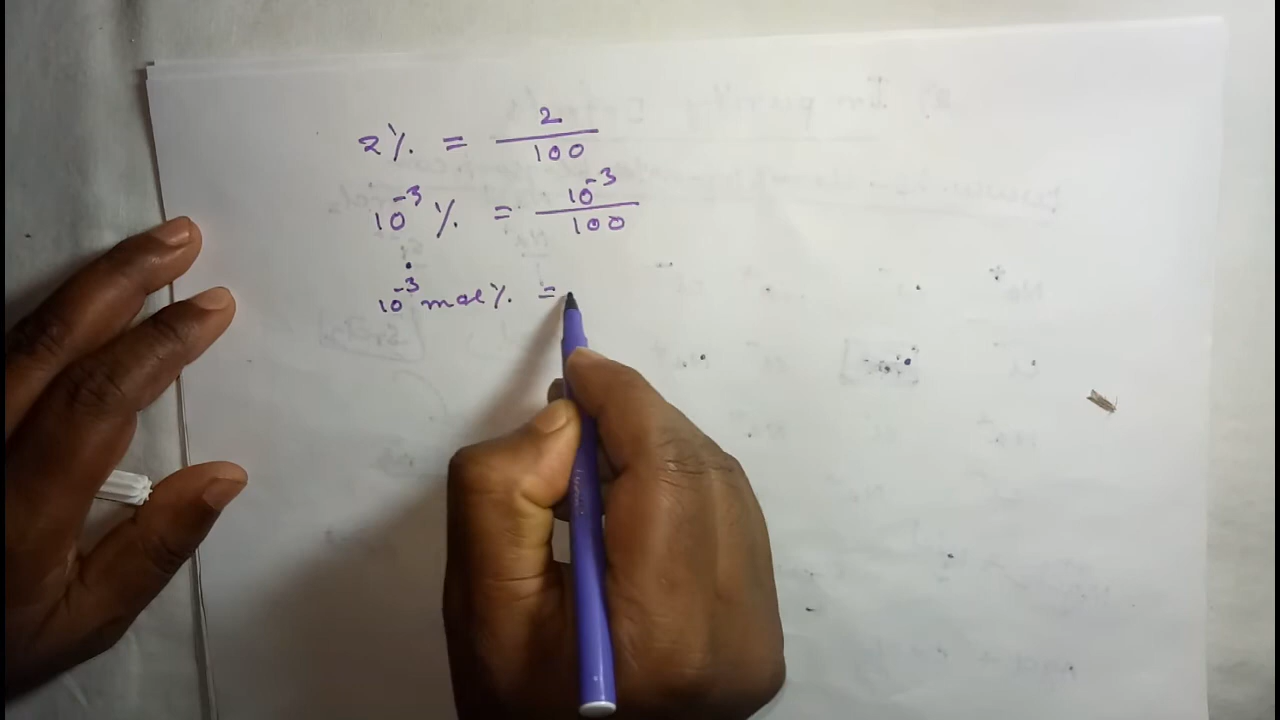 2% = 2/100
10⁻³ % = 10⁻³/100
10⁻³ mol% =